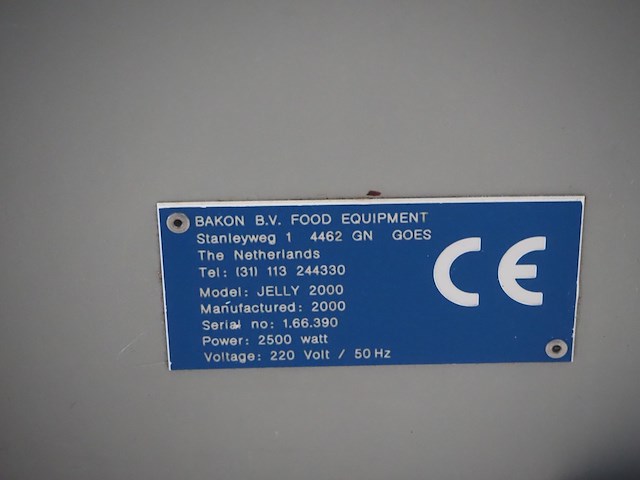 BAKON B.V. FOOD EQUIPMENT
Stanleyweg 1 4462 GN GOES
The Netherlands
Tel: (31) 113 244330
Model: JELLY 2000
Manufactured: 2000
Serial no: 1.66.390
Power: 2500 watt
Voltage: 220 Volt / 50 Hz
CE